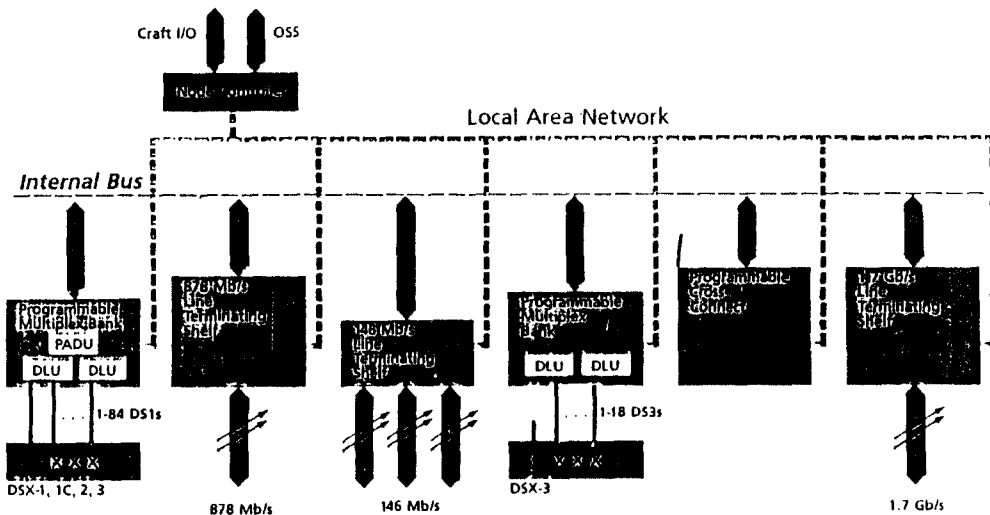 Craft I/O
OSS
Node Controller
Local Area Network
Internal Bus
Programmable
Multiplex Bank
PADU
DLU
DLU
1-84 DS1s
X X X
DSX-1, 1C, 2, 3
878 MB/s
Line
Terminating
Shelf
878 Mb/s
146 Mb/s
Line
Terminating
Shelf
146 Mb/s
Programmable
Multiplex
Bank
DLU
DLU
1-18 DS3s
X X X
DSX-3
Programmable
Cross
Connect
1.7 Gb/s
Line
Terminating
Shelf
1.7 Gb/s